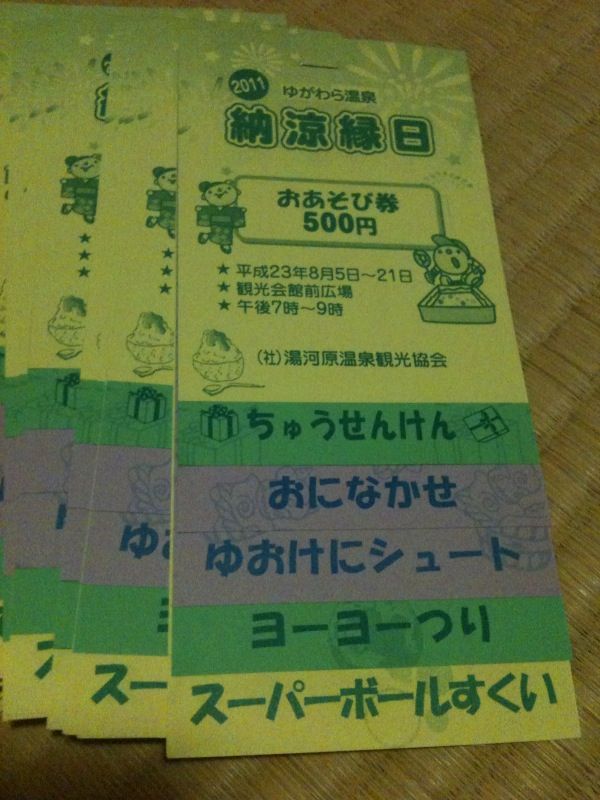 2011
ゆがわら温泉
納涼縁日
おあそび券
500円
★ 平成23年8月5日〜21日
★ 観光会館前広場
★ 午後7時〜9時
(社)湯河原温泉観光協会
ちゅうせんけん
おになかせ
ゆおけにシュート
ヨーヨーつり
スーパーボールすくい